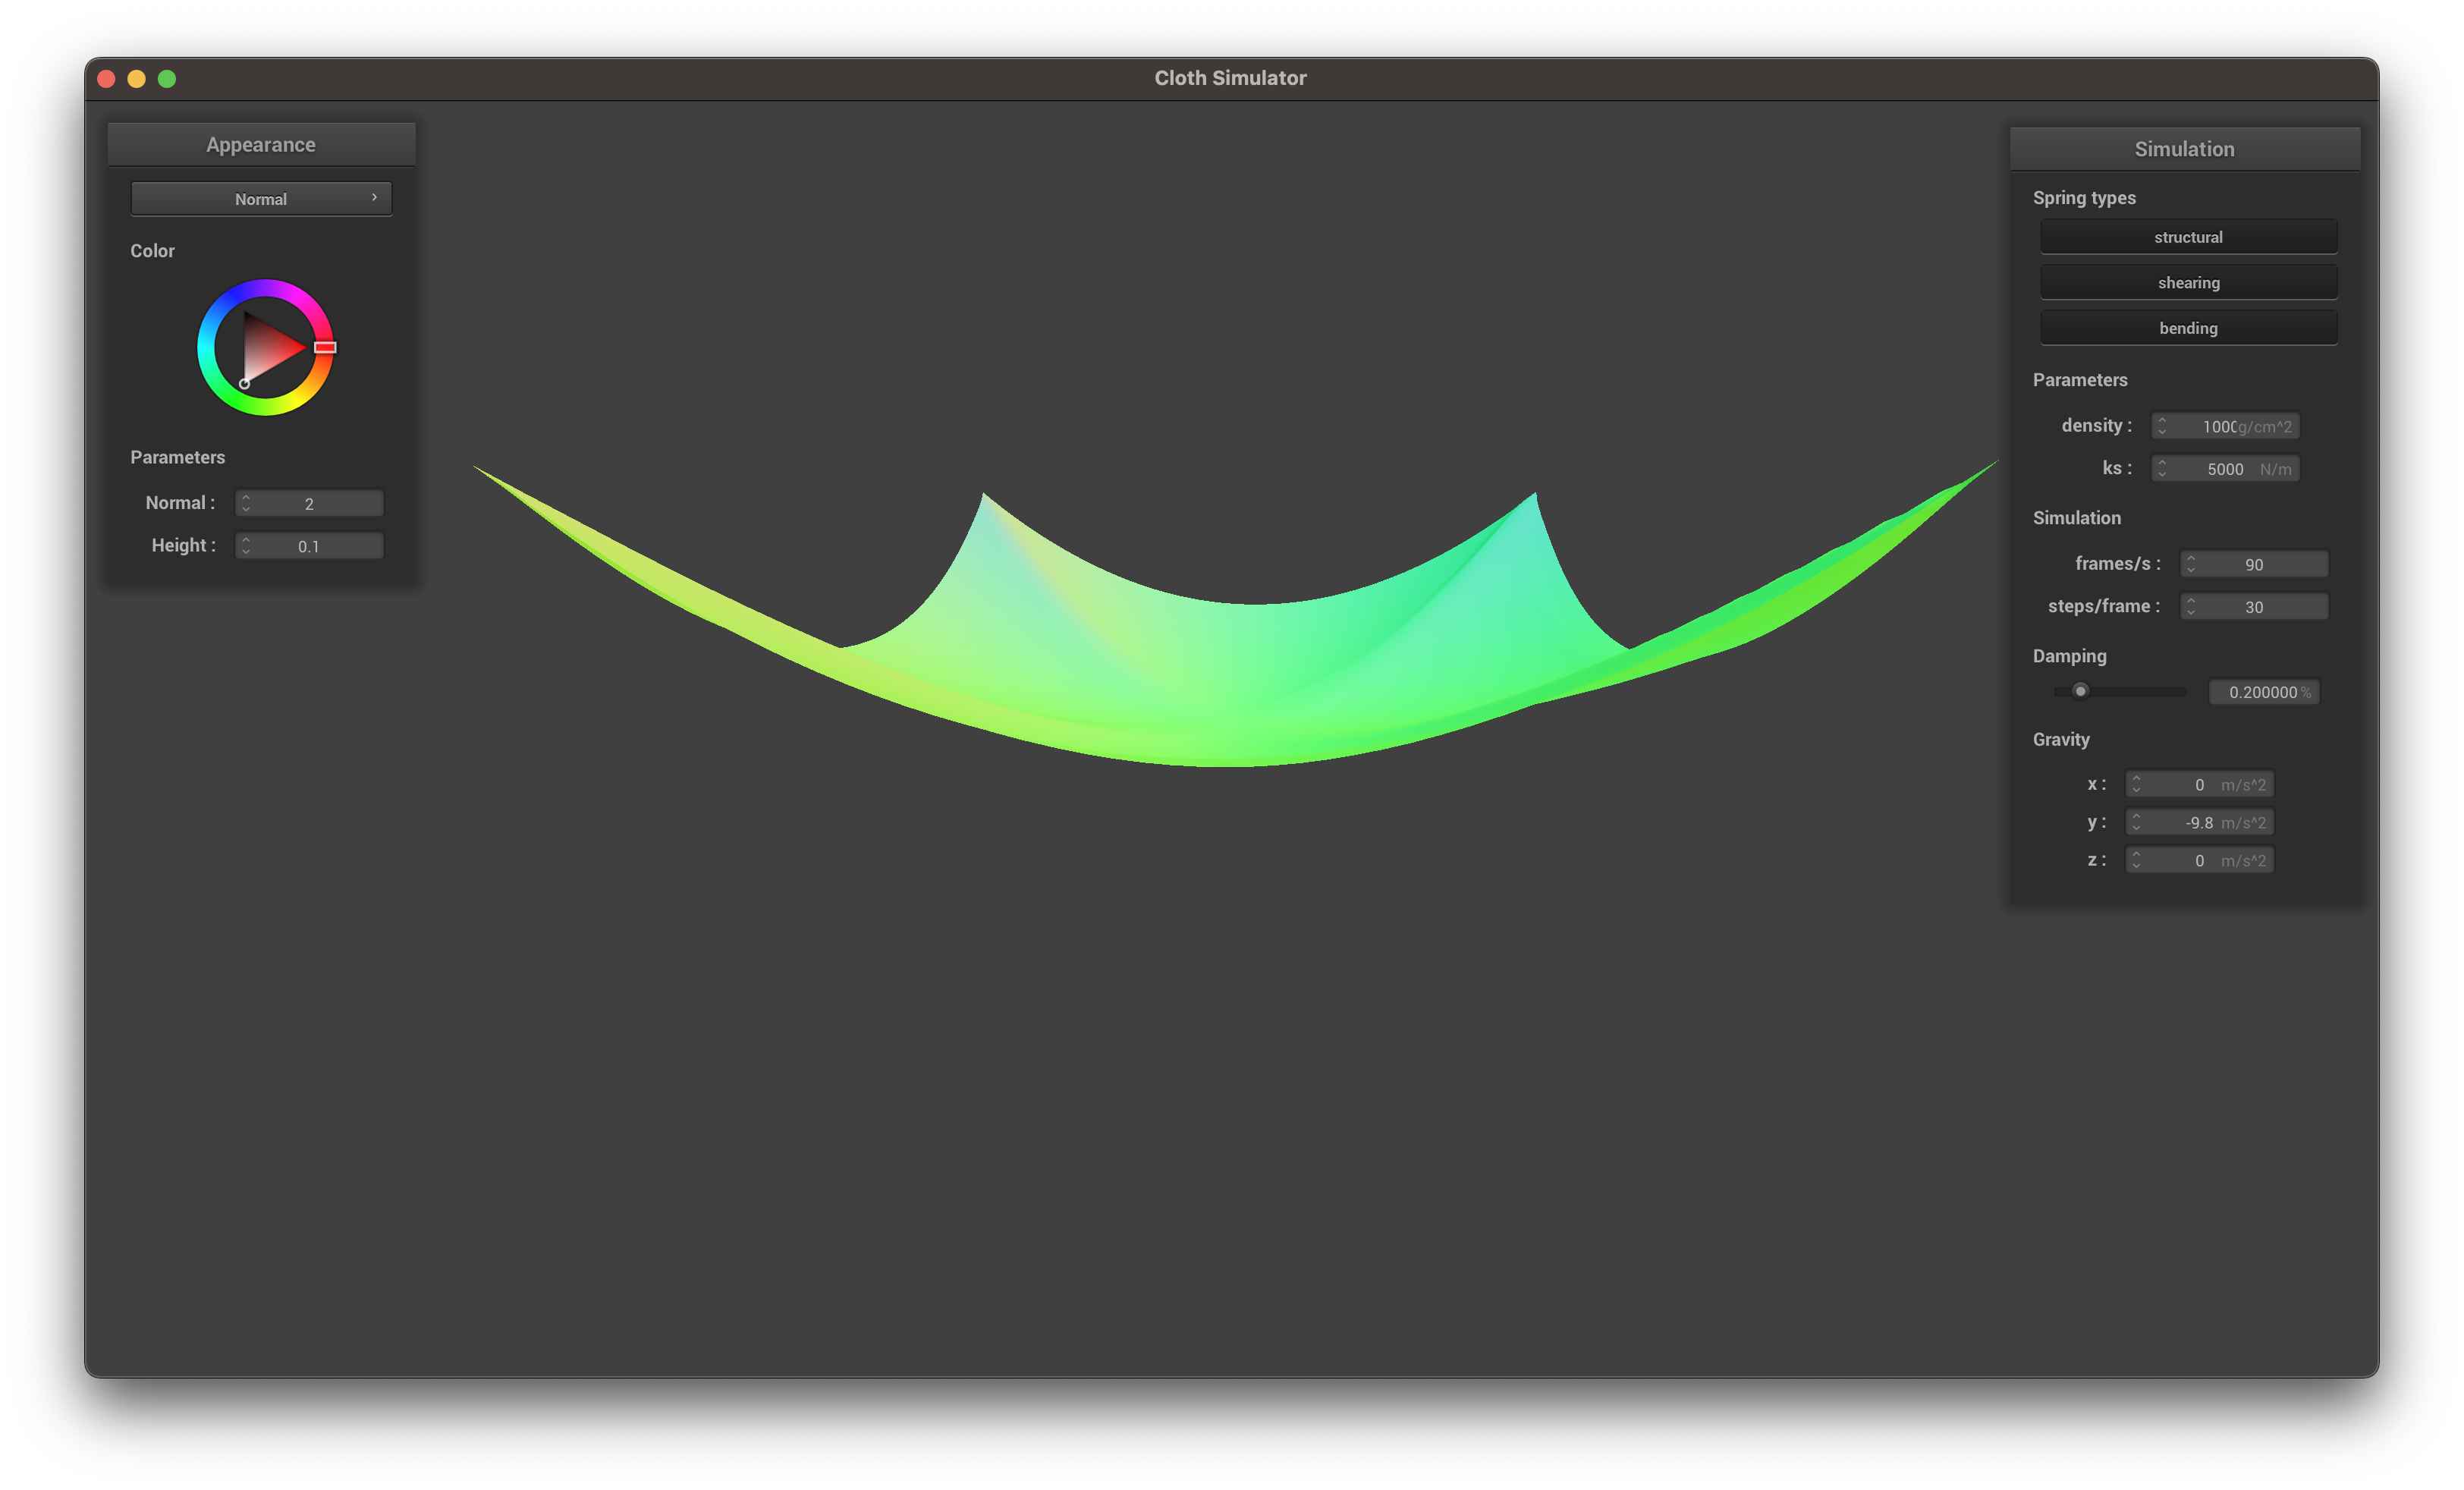 Cloth Simulator
Appearance
Normal
Color
Parameters
Normal : 2
Height : 0.1
Simulation
Spring types
structural
shearing
bending
Parameters
density : 1000g/cm^2
ks : 5000 N/m
Simulation
frames/s : 90
steps/frame : 30
Damping
0.200000 %
Gravity
x : 0 m/s^2
y : -9.8 m/s^2
z : 0 m/s^2